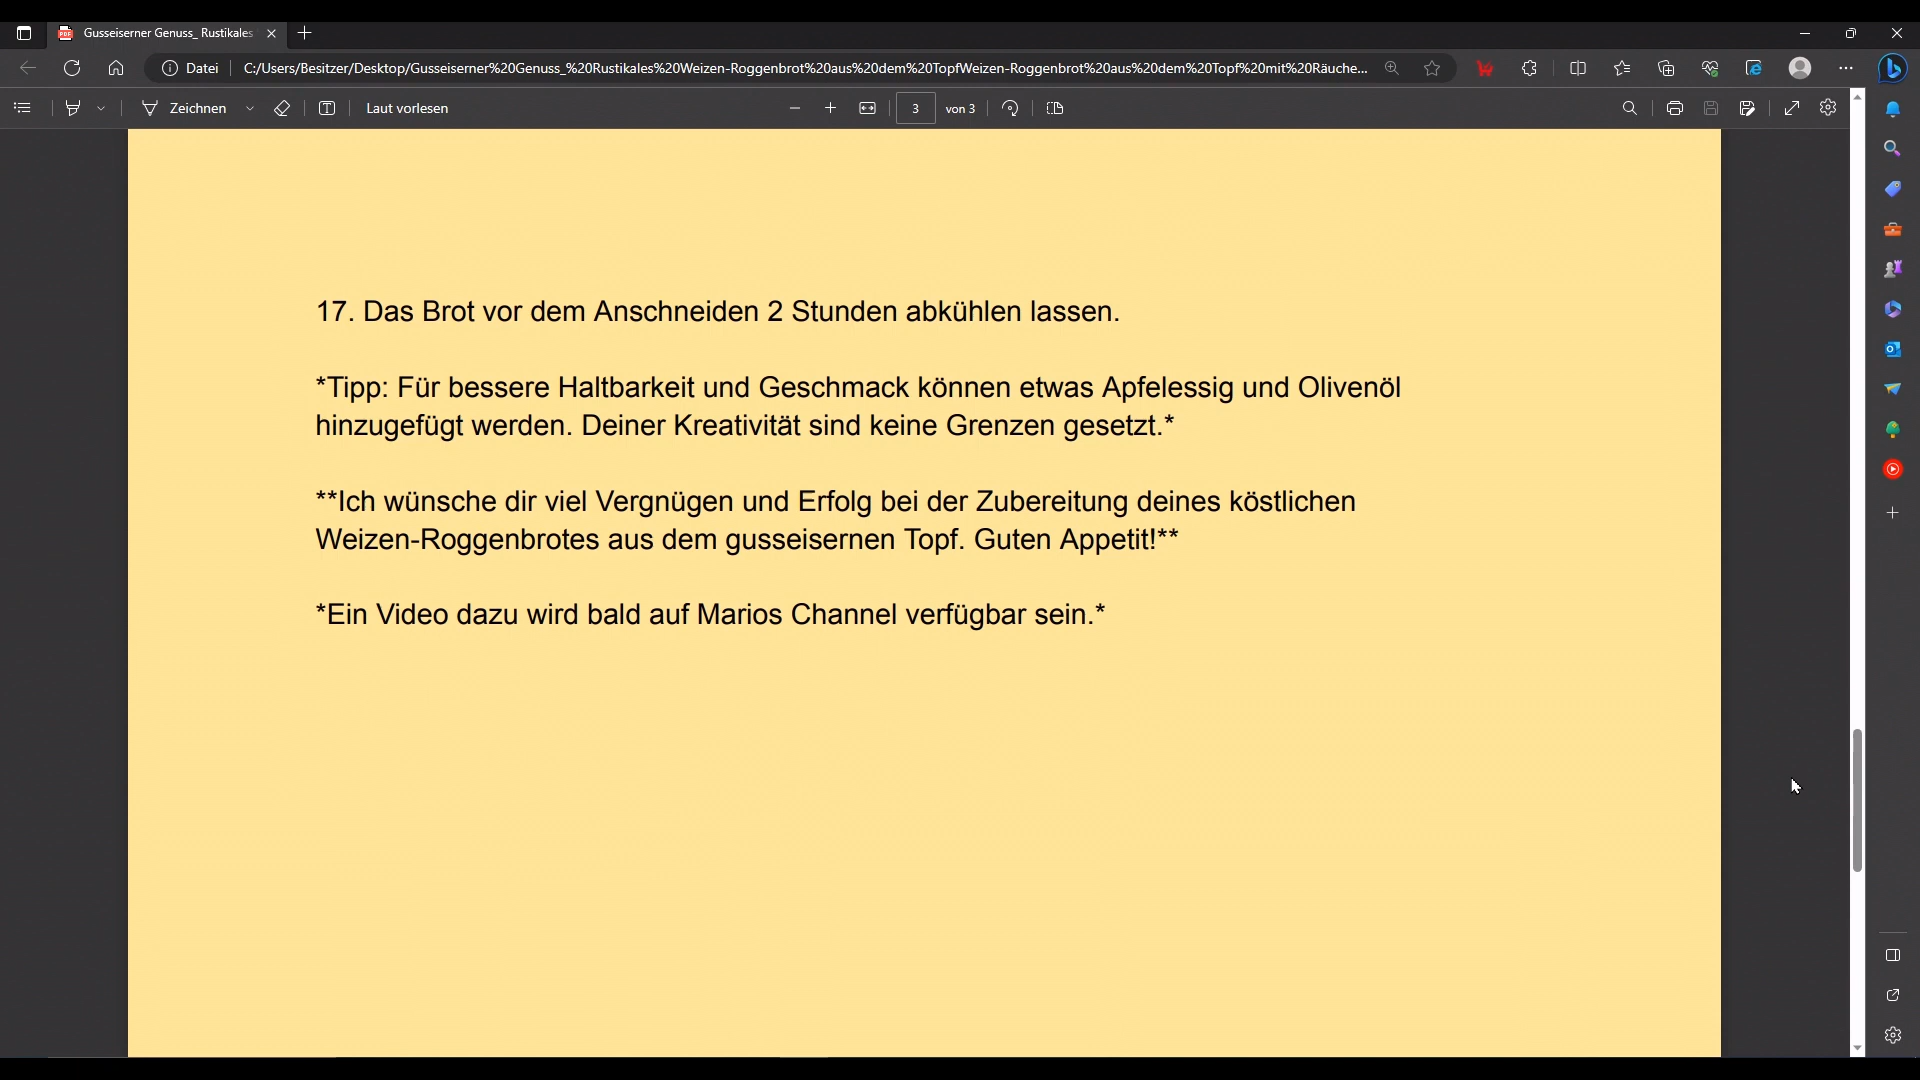 Gusseiserner Genuss_ Rustikales
Datei
C:/Users/Besitzer/Desktop/Gusseiserner%20Genuss_%20Rustikales%20Weizen-Roggenbrot%20aus%20dem%20TopfWeizen-Roggenbrot%20aus%20dem%20Topf%20mit%20Räuche...
Zeichnen
Laut vorlesen
3 von 3
17. Das Brot vor dem Anschneiden 2 Stunden abkühlen lassen.
*Tipp: Für bessere Haltbarkeit und Geschmack können etwas Apfelessig und Olivenöl
hinzugefügt werden. Deiner Kreativität sind keine Grenzen gesetzt.*
**Ich wünsche dir viel Vergnügen und Erfolg bei der Zubereitung deines köstlichen
Weizen-Roggenbrotes aus dem gusseisernen Topf. Guten Appetit!**
*Ein Video dazu wird bald auf Marios Channel verfügbar sein.*